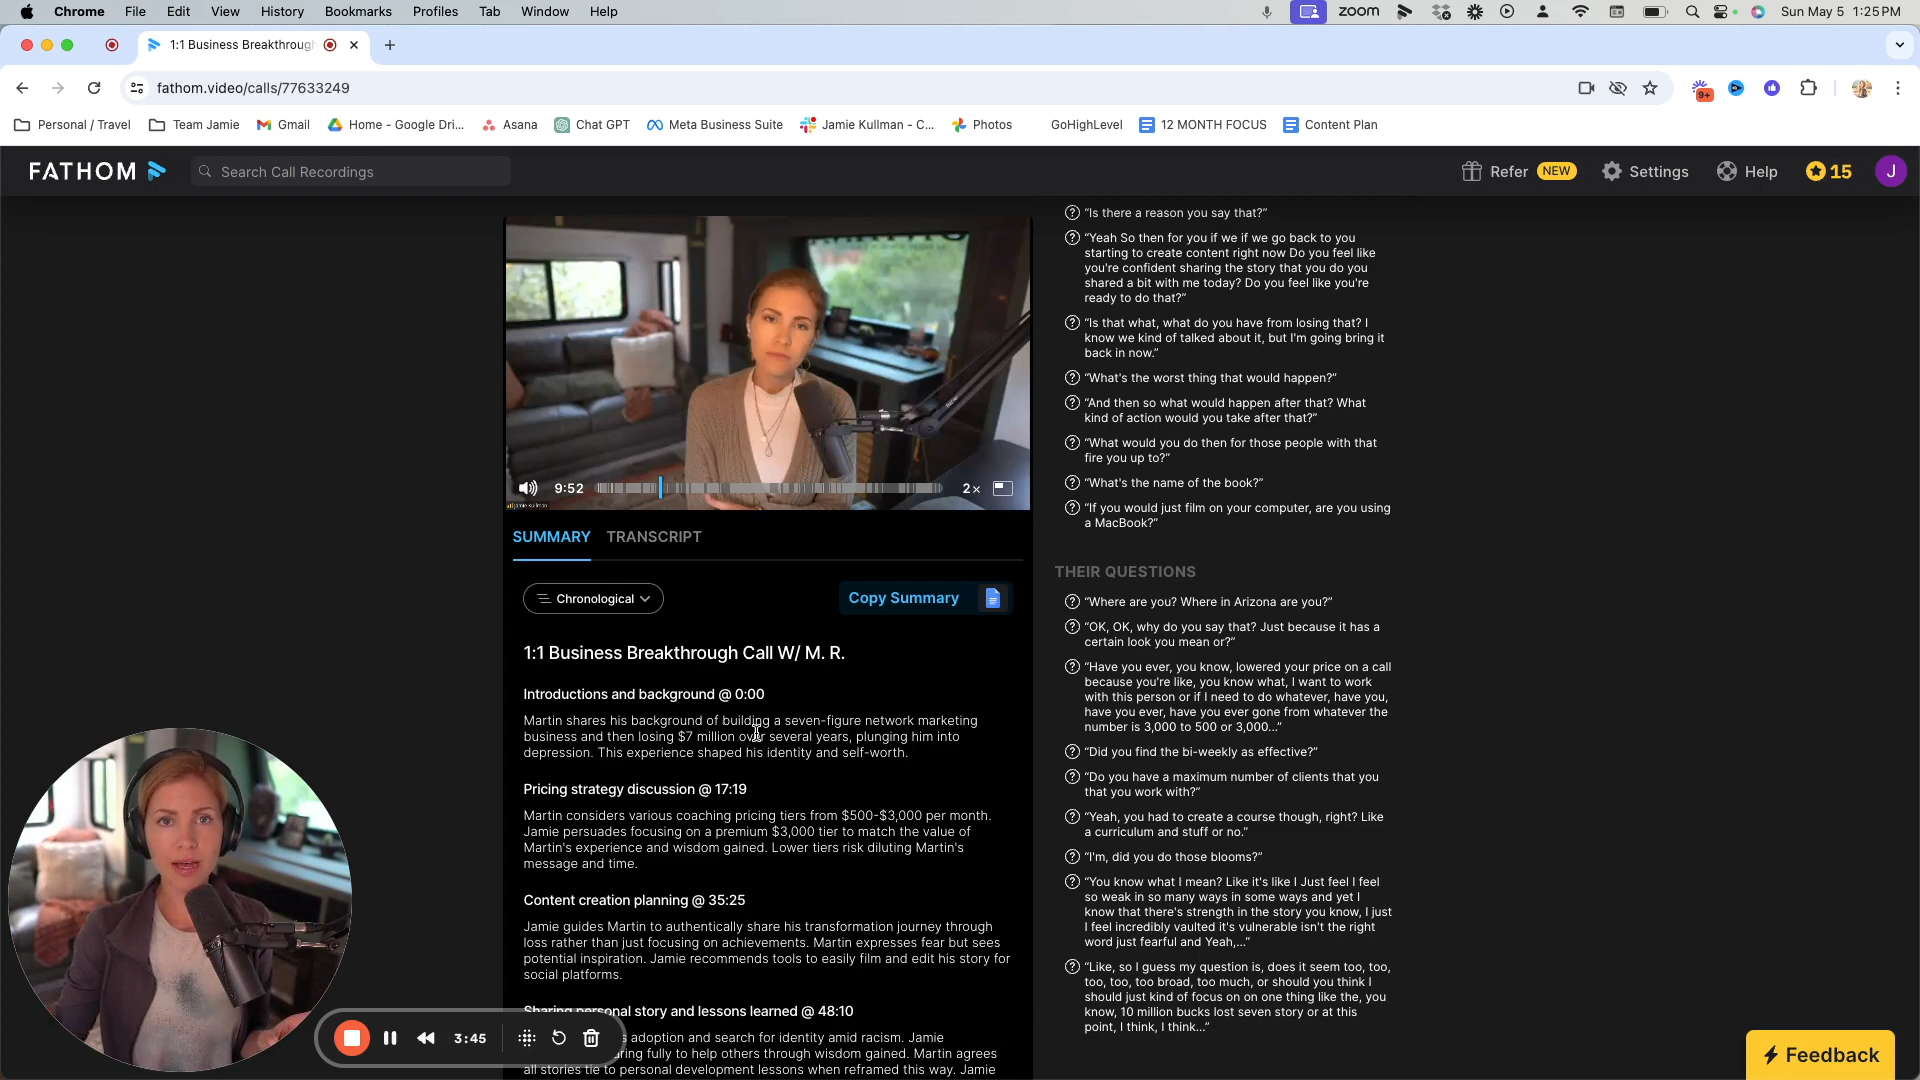 Chrome File Edit View History Bookmarks Profiles Tab Window Help
zoom Sun May 5 1:25 PM
1:1 Business Breakthrough
fathom.video/calls/77633249
9+
Personal / Travel Team Jamie Gmail Home - Google Dri... Asana Chat GPT Meta Business Suite Jamie Kullman - C... Photos GoHighLevel 12 MONTH FOCUS Content Plan
FATHOM Search Call Recordings Refer NEW Settings Help 15 J
9:52 2×
SUMMARY TRANSCRIPT
Chronological Copy Summary
1:1 Business Breakthrough Call W/ M. R.
Introductions and background @ 0:00
Martin shares his background of building a seven-figure network marketing
business and then losing $7 million over several years, plunging him into
depression. This experience shaped his identity and self-worth.
Pricing strategy discussion @ 17:19
Martin considers various coaching pricing tiers from $500-$3,000 per month.
Jamie persuades focusing on a premium $3,000 tier to match the value of
Martin's experience and wisdom gained. Lower tiers risk diluting Martin's
message and time.
Content creation planning @ 35:25
Jamie guides Martin to authentically share his transformation journey through
loss rather than just focusing on achievements. Martin expresses fear but sees
potential inspiration. Jamie recommends tools to easily film and edit his story for
social platforms.
Sharing personal story and lessons learned @ 48:10
adoption and search for identity amid racism. Jamie
fully to help others through wisdom gained. Martin agrees
all stories tie to personal development lessons when reframed this way. Jamie
3:45
“Is there a reason you say that?”
“Yeah So then for you if we if we go back to you
starting to create content right now Do you feel like
you're confident sharing the story that you do you
shared a bit with me today? Do you feel like you're
ready to do that?”
“Is that what, what do you have from losing that? I
know we kind of talked about it, but I'm going bring it
back in now.”
“What's the worst thing that would happen?”
“And then so what would happen after that? What
kind of action would you take after that?”
“What would you do then for those people with that
fire you up to?”
“What's the name of the book?”
“If you would just film on your computer, are you using
a MacBook?”
THEIR QUESTIONS
“Where are you? Where in Arizona are you?”
“OK, OK, why do you say that? Just because it has a
certain look you mean or?”
“Have you ever, you know, lowered your price on a call
because you're like, you know what, I want to work
with this person or if I need to do whatever, have you,
have you ever, have you ever gone from whatever the
number is 3,000 to 500 or 3,000...”
“Did you find the bi-weekly as effective?”
“Do you have a maximum number of clients that you
that you work with?”
“Yeah, you had to create a course though, right? Like
a curriculum and stuff or no.”
“I'm, did you do those blooms?”
“You know what I mean? Like it's like I Just feel I feel
so weak in so many ways in some ways and yet I
know that there's strength in the story you know, I just
I feel incredibly vaulted it's vulnerable isn't the right
word just fearful and Yeah,...”
“Like, so I guess my question is, does it seem too, too,
too, too, too broad, too much, or should you think I
should just kind of focus on on one thing like the, you
know, 10 million bucks lost seven story or at this
point, I think, I think...”
Feedback